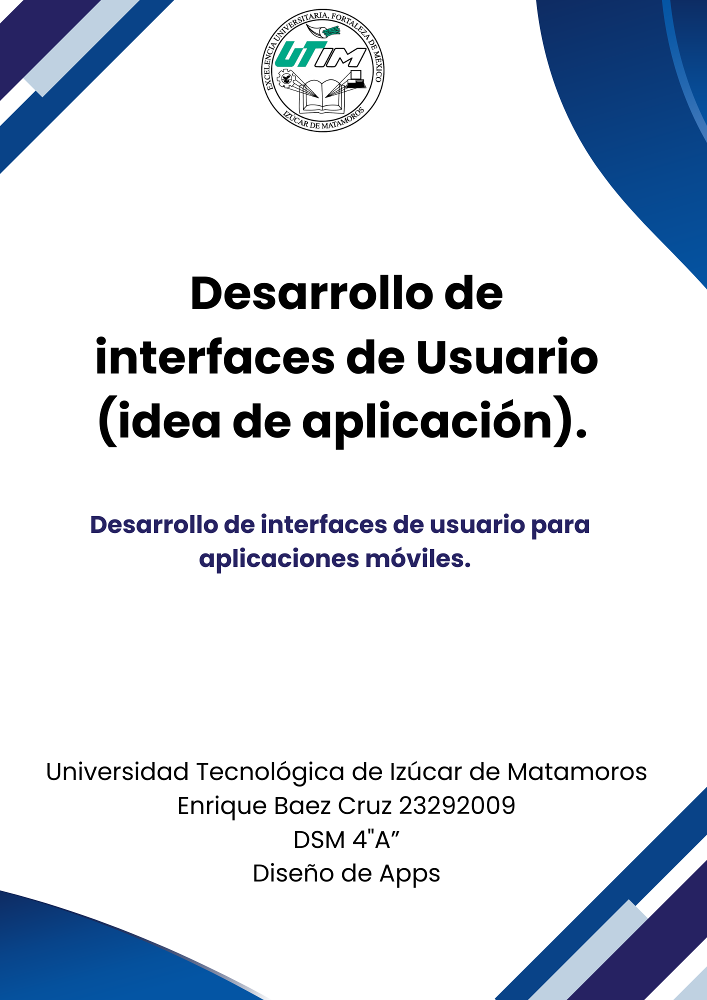 EXCELENCIA UNIVERSITARIA, FORTALEZA DE MÉXICO
UTIM
IZÚCAR DE MATAMOROS
Desarrollo de
interfaces de Usuario
(idea de aplicación).
Desarrollo de interfaces de usuario para
aplicaciones móviles.
Universidad Tecnológica de Izúcar de Matamoros
Enrique Baez Cruz 23292009
DSM 4"A”
Diseño de Apps